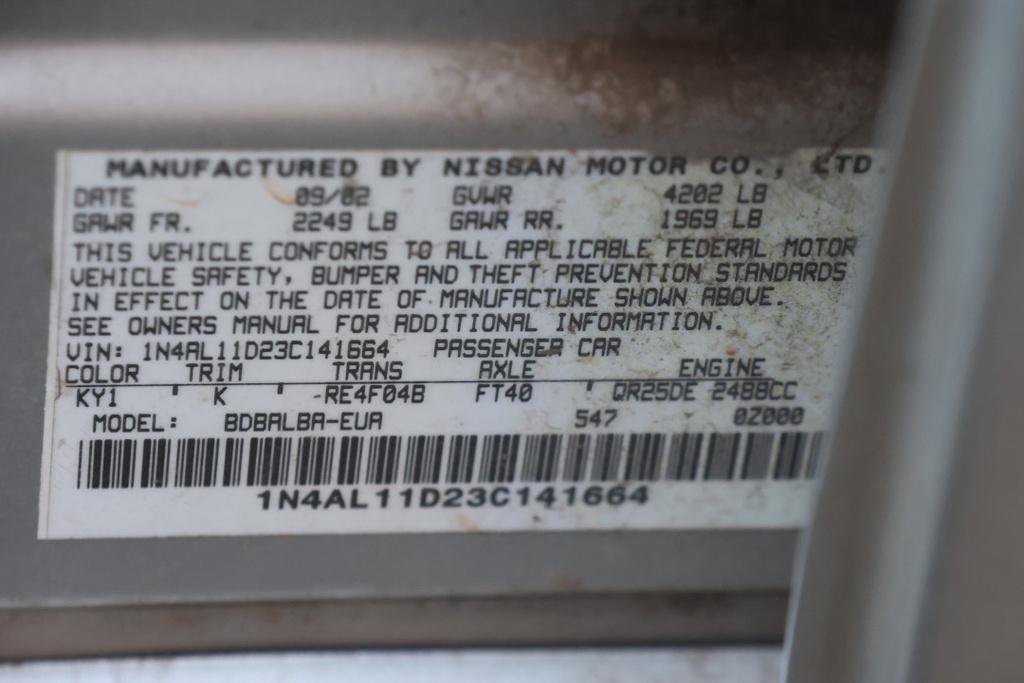 MANUFACTURED BY NISSAN MOTOR CO., LTD.
DATE 09/02 GVWR 4202 LB
GAWR FR. 2249 LB GAWR RR. 1969 LB
THIS VEHICLE CONFORMS TO ALL APPLICABLE FEDERAL MOTOR
VEHICLE SAFETY, BUMPER AND THEFT PREVENTION STANDARDS
IN EFFECT ON THE DATE OF MANUFACTURE SHOWN ABOVE.
SEE OWNERS MANUAL FOR ADDITIONAL INFORMATION.
VIN: 1N4AL11D23C141664 PASSENGER CAR
COLOR TRIM TRANS AXLE ENGINE
KY1 ' K ' -RE4F04B FT40 ' QR25DE 2488CC
MODEL: BDBALBA-EUA 547 0Z000
1N4AL11D23C141664